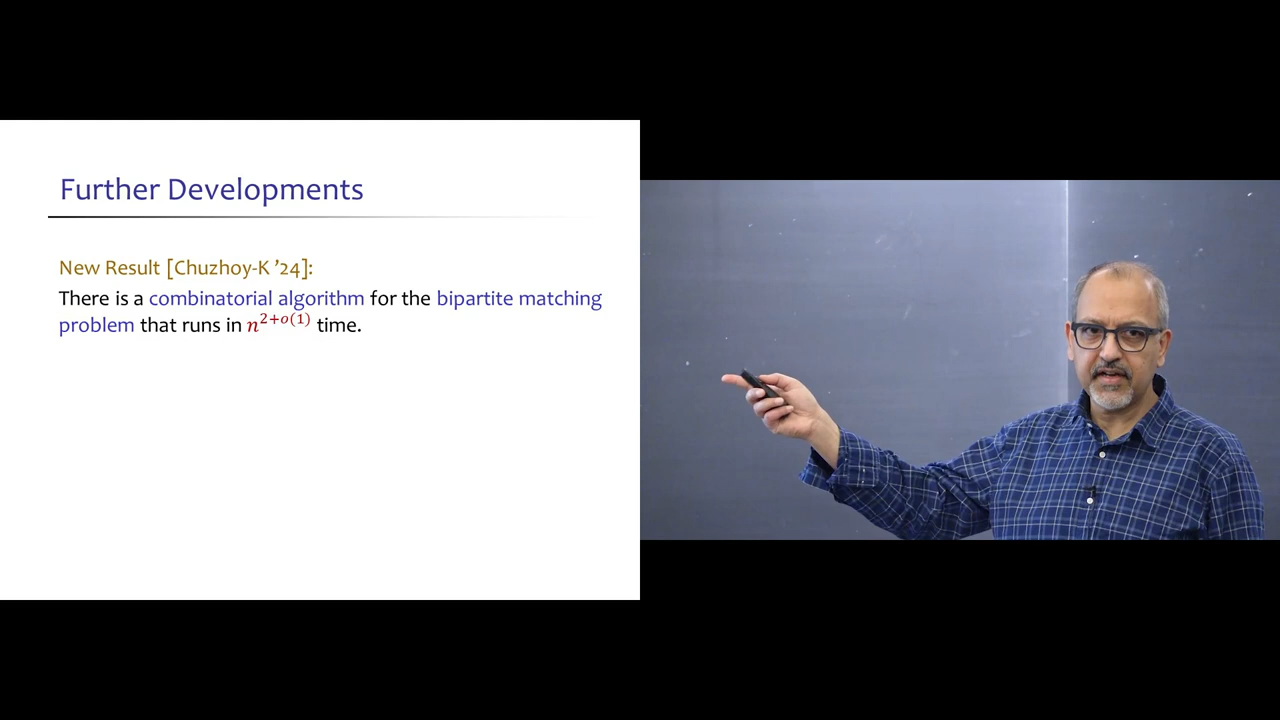 Further Developments
New Result [Chuzhoy-K ’24]:
There is a combinatorial algorithm for the bipartite matching
problem that runs in n^{2+o(1)} time.